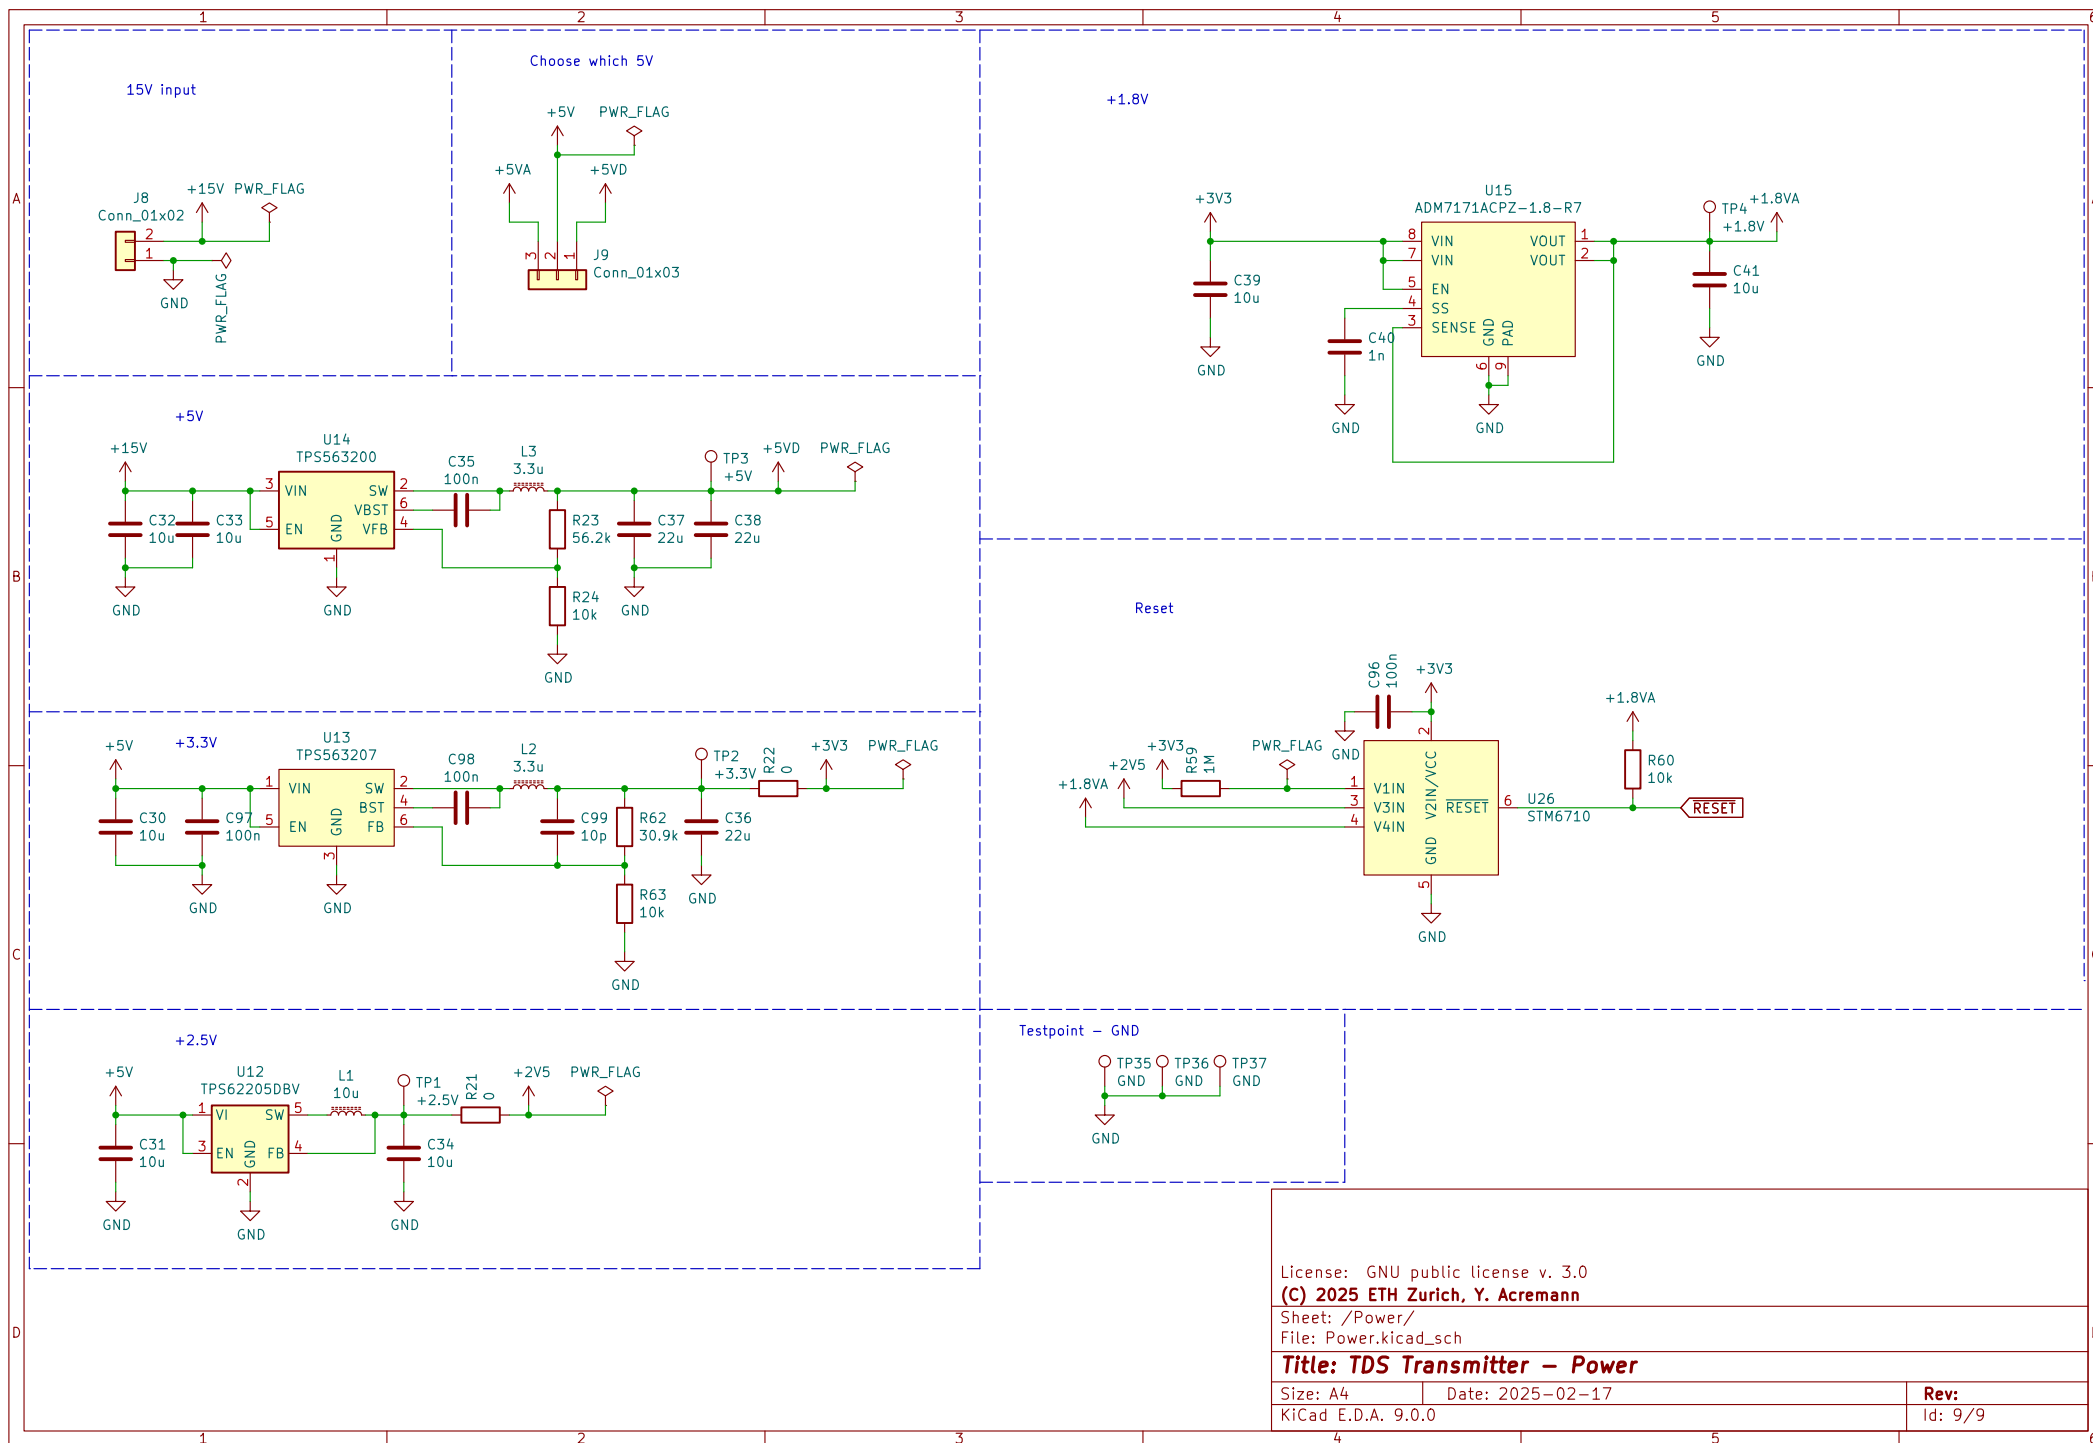 1 2 3 4 5 6
A
B
C
D
15V input
J8
Conn_01x02
2
1
+15V
PWR_FLAG
GND
PWR_FLAG
Choose which 5V
+5V
PWR_FLAG
+5VA
+5VD
3 2 1
J9
Conn_01x03
+1.8V
+3V3
C39
10u
GND
C40
1n
GND
U15
ADM7171ACPZ-1.8-R7
8 VIN
7 VIN
5 EN
4 SS
3 SENSE
VOUT 1
VOUT 2
GND 6
PAD 9
GND
TP4
+1.8V
+1.8VA
C41
10u
GND
+5V
+15V
C32
10u
C33
10u
GND
U14
TPS563200
3 VIN
5 EN
SW 2
VBST 6
VFB 4
GND 1
GND
C35
100n
L3
3.3u
R23
56.2k
R24
10k
GND
C37
22u
GND
C38
22u
TP3
+5V
+5VD
PWR_FLAG
+3.3V
+5V
C30
10u
C97
100n
GND
U13
TPS563207
1 VIN
5 EN
SW 2
BST 4
FB 6
GND 3
GND
C98
100n
L2
3.3u
C99
10p
R62
30.9k
R63
10k
GND
TP2
+3.3V
C36
22u
GND
R22
0
+3V3
PWR_FLAG
Reset
+1.8VA
+2V5
+3V3
R59
1M
PWR_FLAG
C96
100n
GND
+3V3
1 V1IN
3 V3IN
4 V4IN
2 V2IN/VCC
RESET 6
GND 5
GND
U26
STM6710
+1.8VA
R60
10k
RESET
+2.5V
+5V
C31
10u
GND
U12
TPS62205DBV
1 VI
3 EN
SW 5
FB 4
GND 2
GND
L1
10u
TP1
+2.5V
C34
10u
GND
R21
0
+2V5
PWR_FLAG
Testpoint – GND
TP35
GND
TP36
GND
TP37
GND
GND
License: GNU public license v. 3.0
(C) 2025 ETH Zurich, Y. Acremann
Sheet: /Power/
File: Power.kicad_sch
Title: TDS Transmitter – Power
Size: A4
Date: 2025-02-17
Rev:
KiCad E.D.A. 9.0.0
Id: 9/9
1 2 3 4 5 6